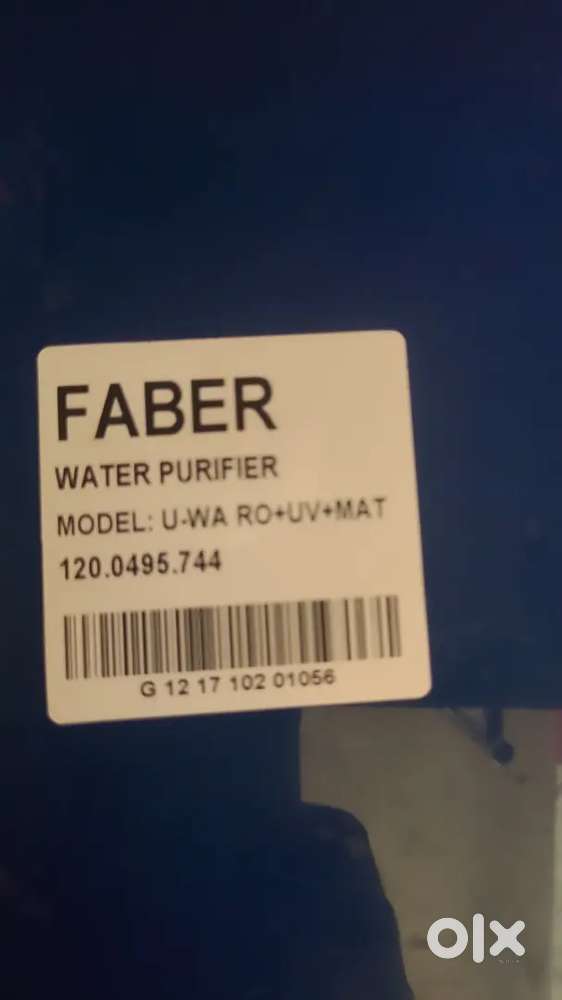 FABER
WATER PURIFIER
MODEL: U-WA RO+UV+MAT
120.0495.744
G 12 17 102 01056
olx